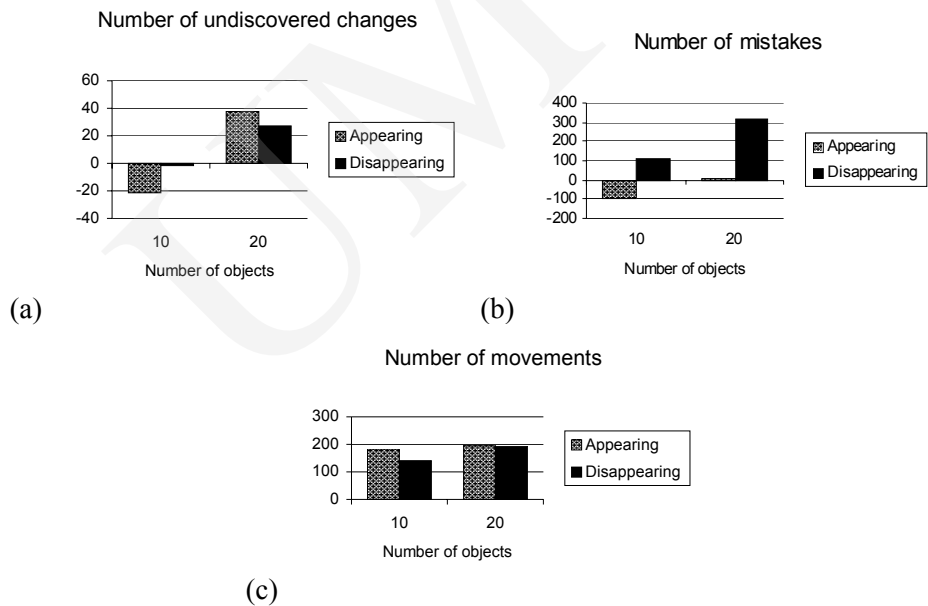 Number of undiscovered changes
60
40
20
0
-20
-40
10 20
Number of objects
Appearing
Disappearing
(a)
Number of mistakes
400
300
200
100
0
-100
-200
10 20
Number of objects
Appearing
Disappearing
(b)
Number of movements
300
200
100
0
10 20
Number of objects
Appearing
Disappearing
(c)
UM